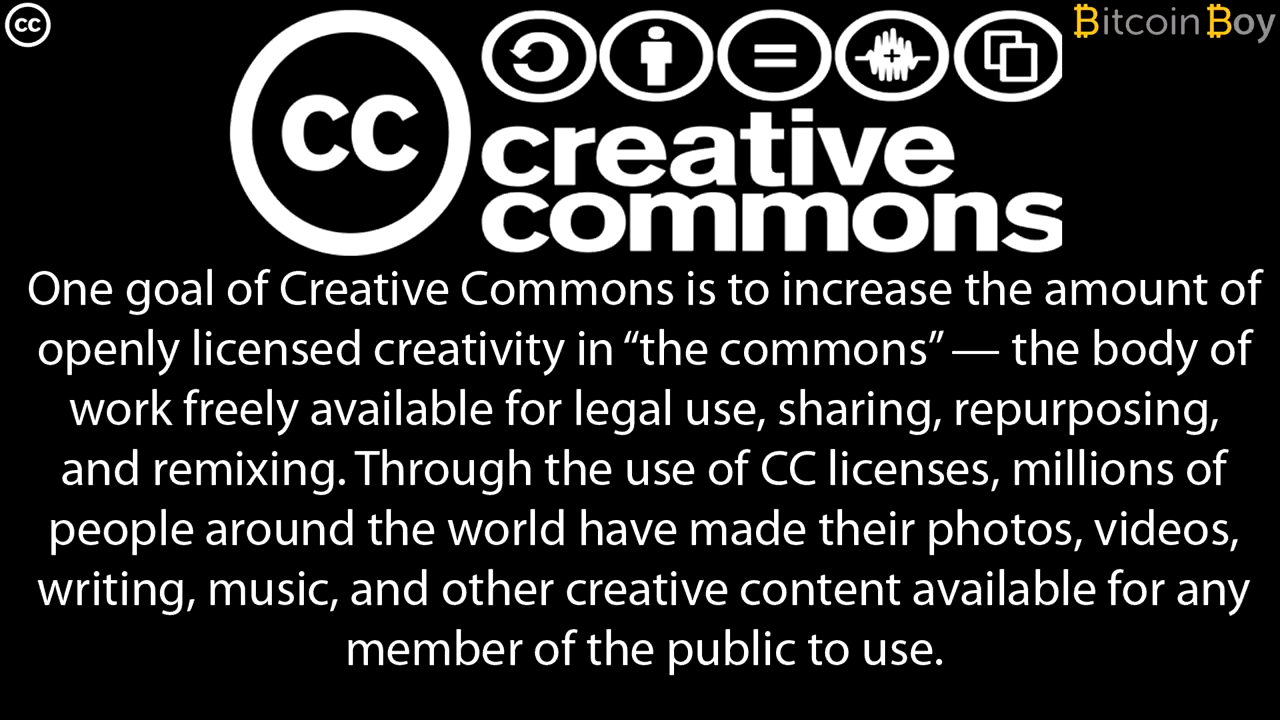 cc
BitcoinBoy
cc
creative
commons
One goal of Creative Commons is to increase the amount of
openly licensed creativity in “the commons” — the body of
work freely available for legal use, sharing, repurposing,
and remixing. Through the use of CC licenses, millions of
people around the world have made their photos, videos,
writing, music, and other creative content available for any
member of the public to use.